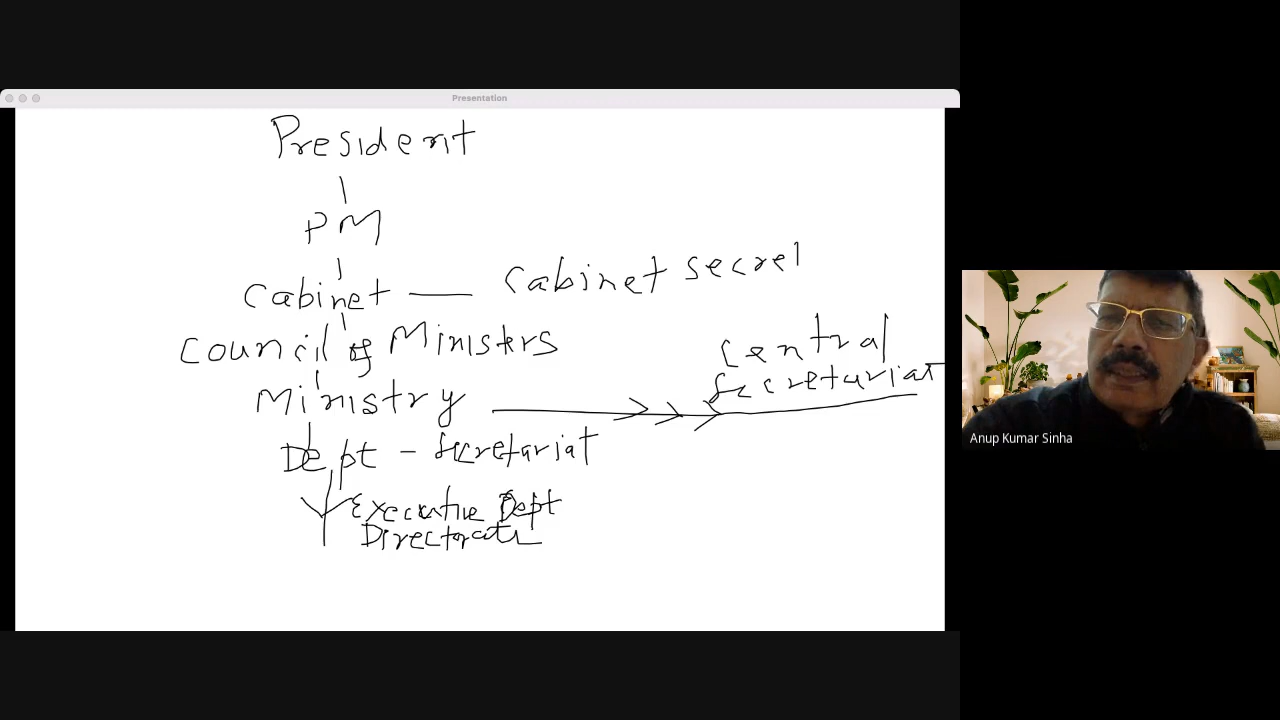 Presentation
President
PM
Cabinet — Cabinet secret
Council of Ministers
Central
Secretariat
Ministry
Dept - Secretariat
Executive Dept
Directorate
Anup Kumar Sinha